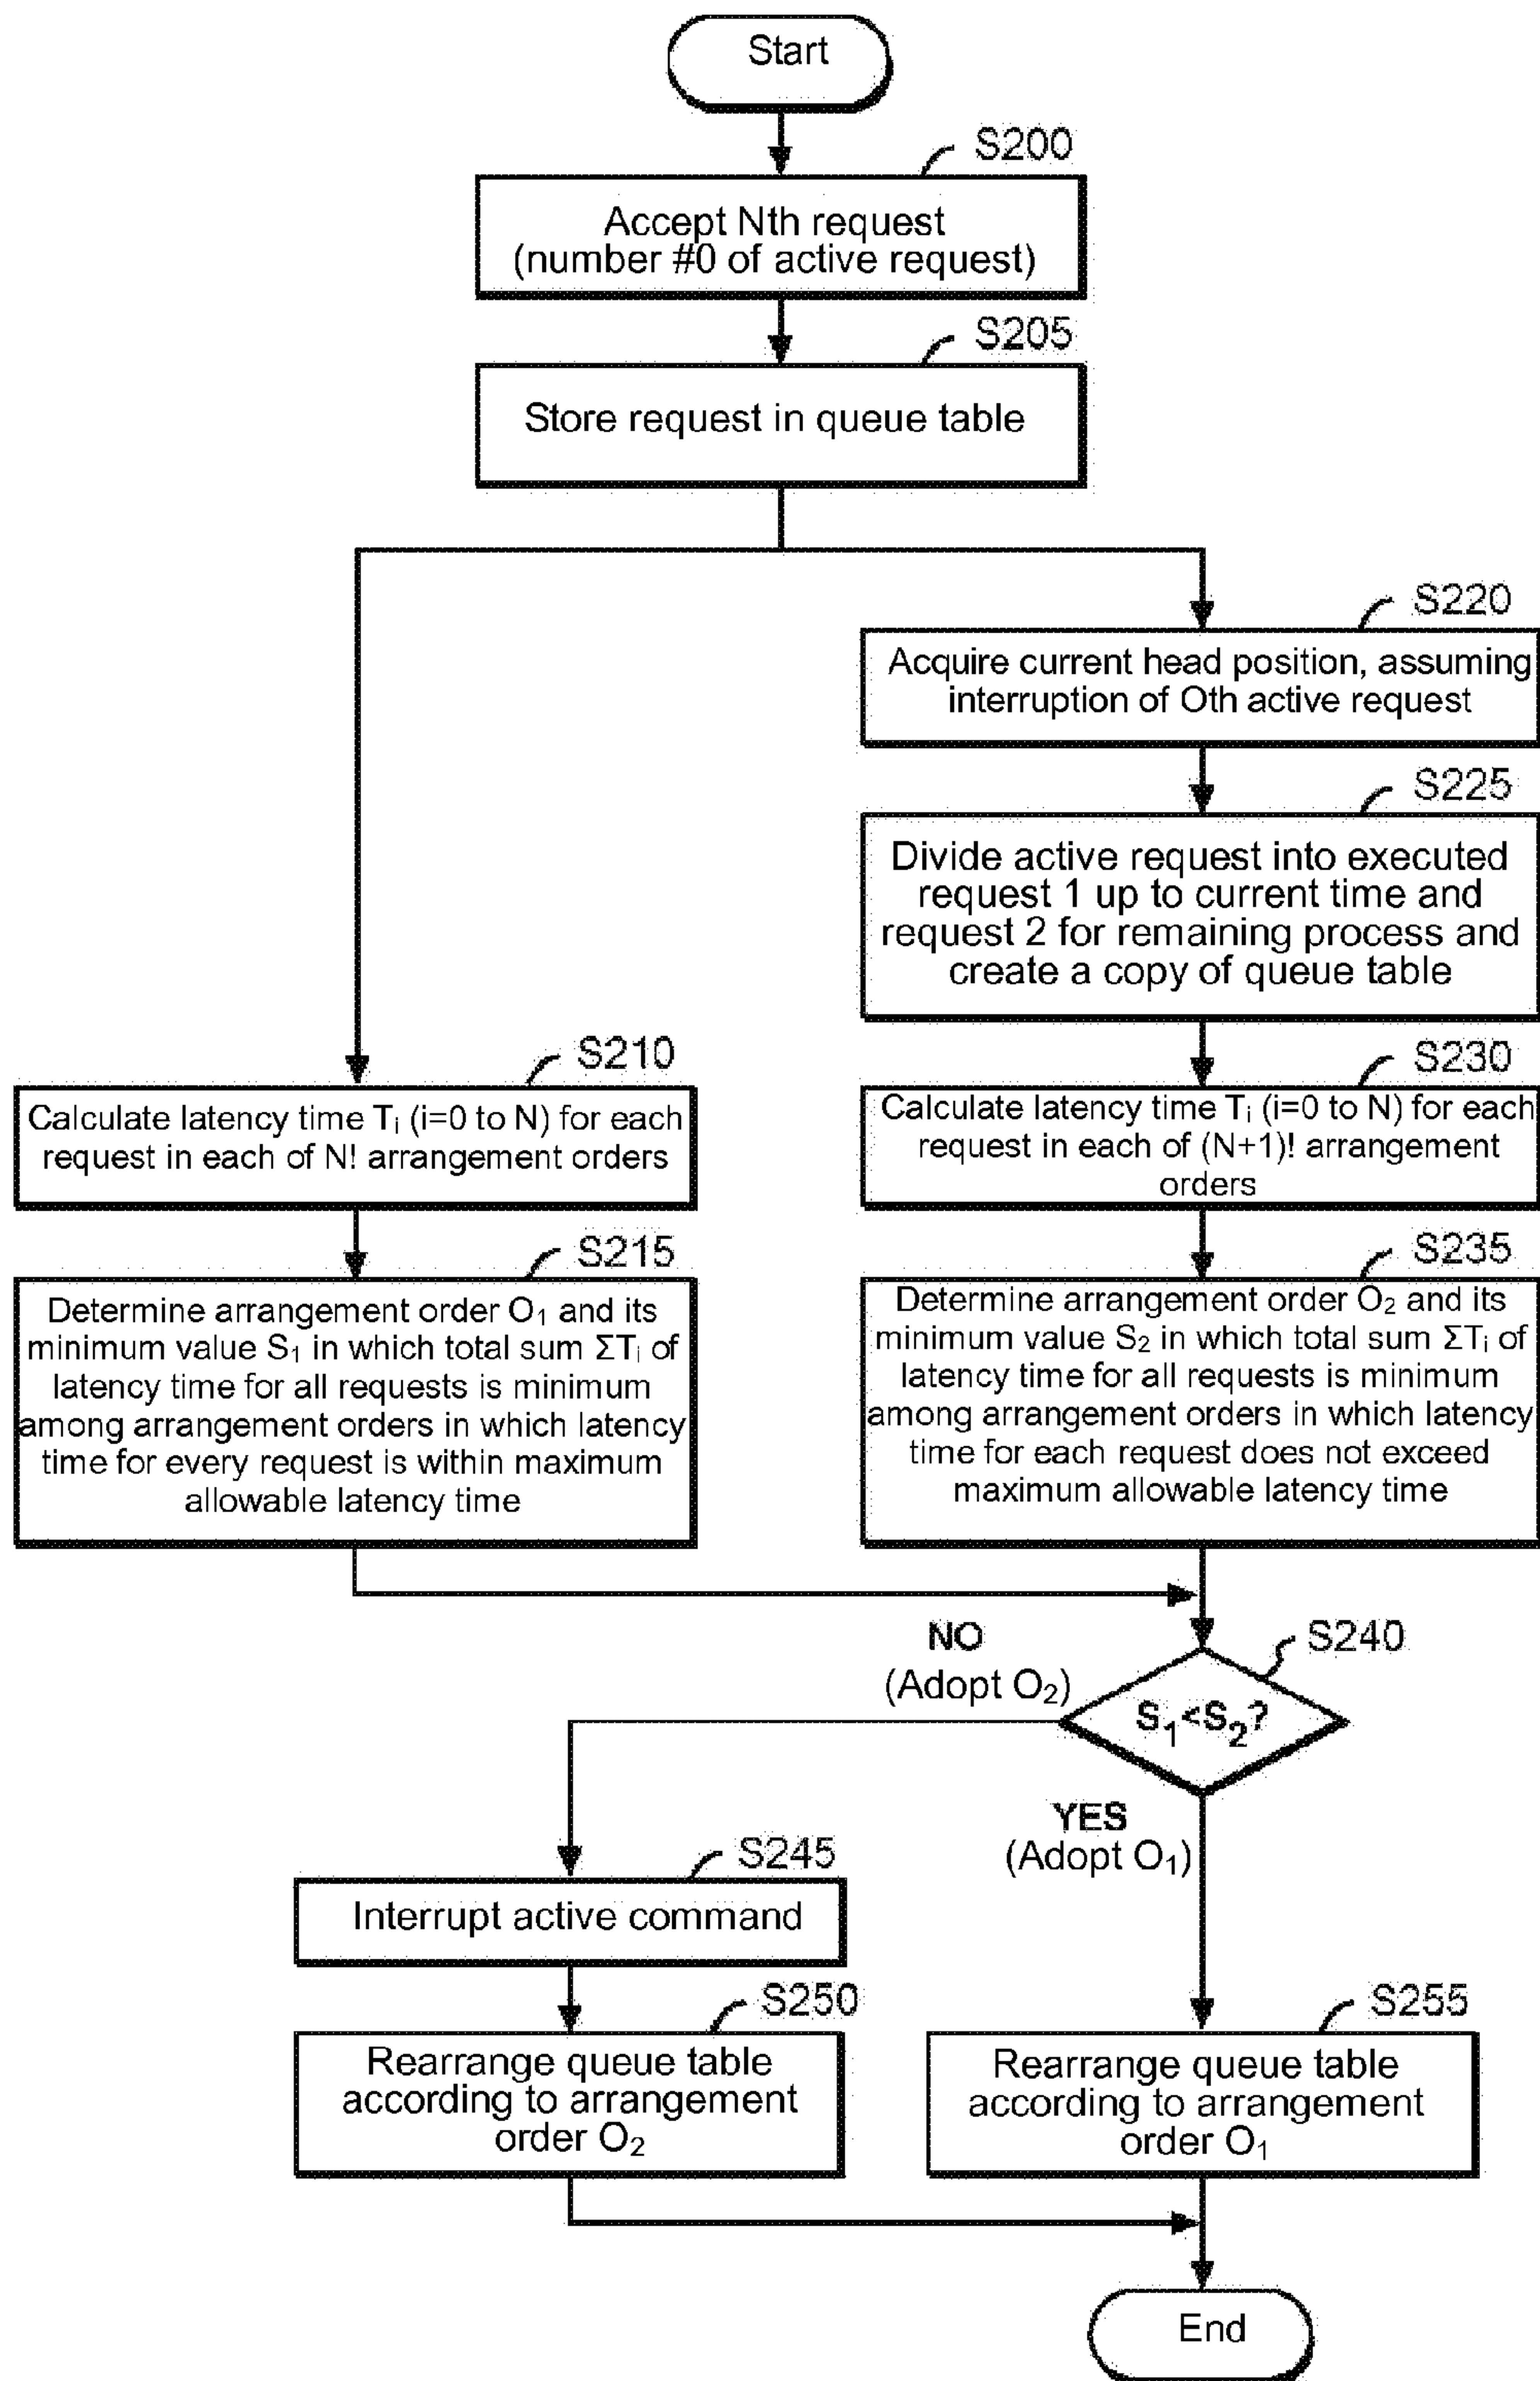 Start
S200
Accept Nth request
(number #0 of active request)
S205
Store request in queue table
S220
Acquire current head position, assuming
interruption of Oth active request
S225
Divide active request into executed
request 1 up to current time and
request 2 for remaining process and
create a copy of queue table
S210
Calculate latency time Tᵢ (i=0 to N) for each
request in each of N! arrangement orders
S230
Calculate latency time Tᵢ (i=0 to N) for each
request in each of (N+1)! arrangement
orders
S215
Determine arrangement order O₁ and its
minimum value S₁ in which total sum ΣTᵢ of
latency time for all requests is minimum
among arrangement orders in which latency
time for every request is within maximum
allowable latency time
S235
Determine arrangement order O₂ and its
minimum value S₂ in which total sum ΣTᵢ of
latency time for all requests is minimum
among arrangement orders in which latency
time for each request does not exceed
maximum allowable latency time
S240
NO
(Adopt O₂)
S₁<S₂?
YES
(Adopt O₁)
S245
Interrupt active command
S250
Rearrange queue table
according to arrangement
order O₂
S255
Rearrange queue table
according to arrangement
order O₁
End